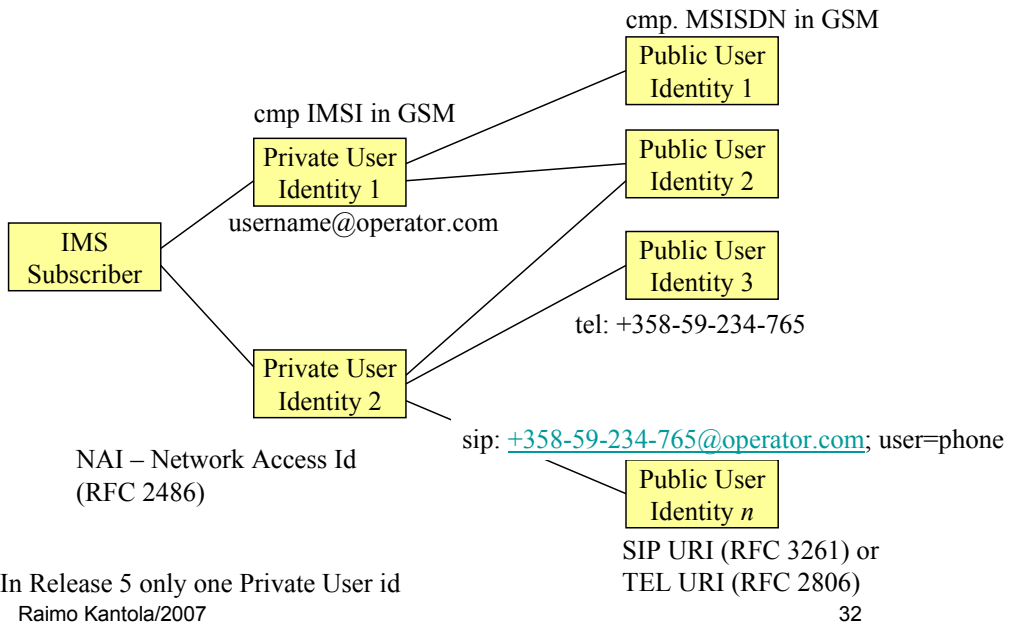 cmp. MSISDN in GSM
Public User
Identity 1
cmp IMSI in GSM
Private User
Identity 1
username@operator.com
Public User
Identity 2
IMS
Subscriber
Public User
Identity 3
tel: +358-59-234-765
Private User
Identity 2
sip: +358-59-234-765@operator.com; user=phone
NAI – Network Access Id
(RFC 2486)
Public User
Identity n
SIP URI (RFC 3261) or
TEL URI (RFC 2806)
In Release 5 only one Private User id
Raimo Kantola/2007
32